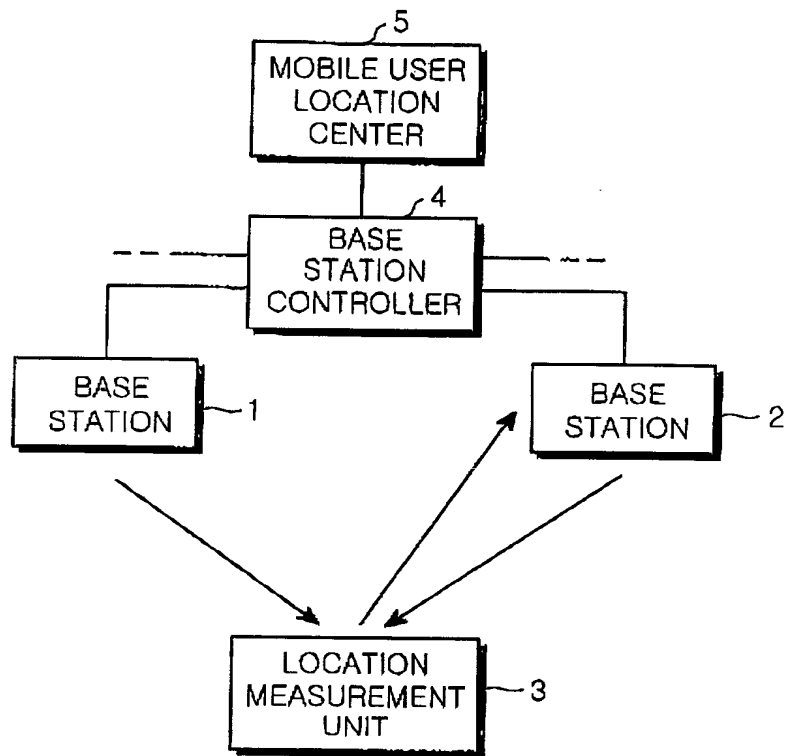 5
MOBILE USER
LOCATION
CENTER
4
BASE
STATION
CONTROLLER
BASE
STATION
1
BASE
STATION
2
LOCATION
MEASUREMENT
UNIT
3